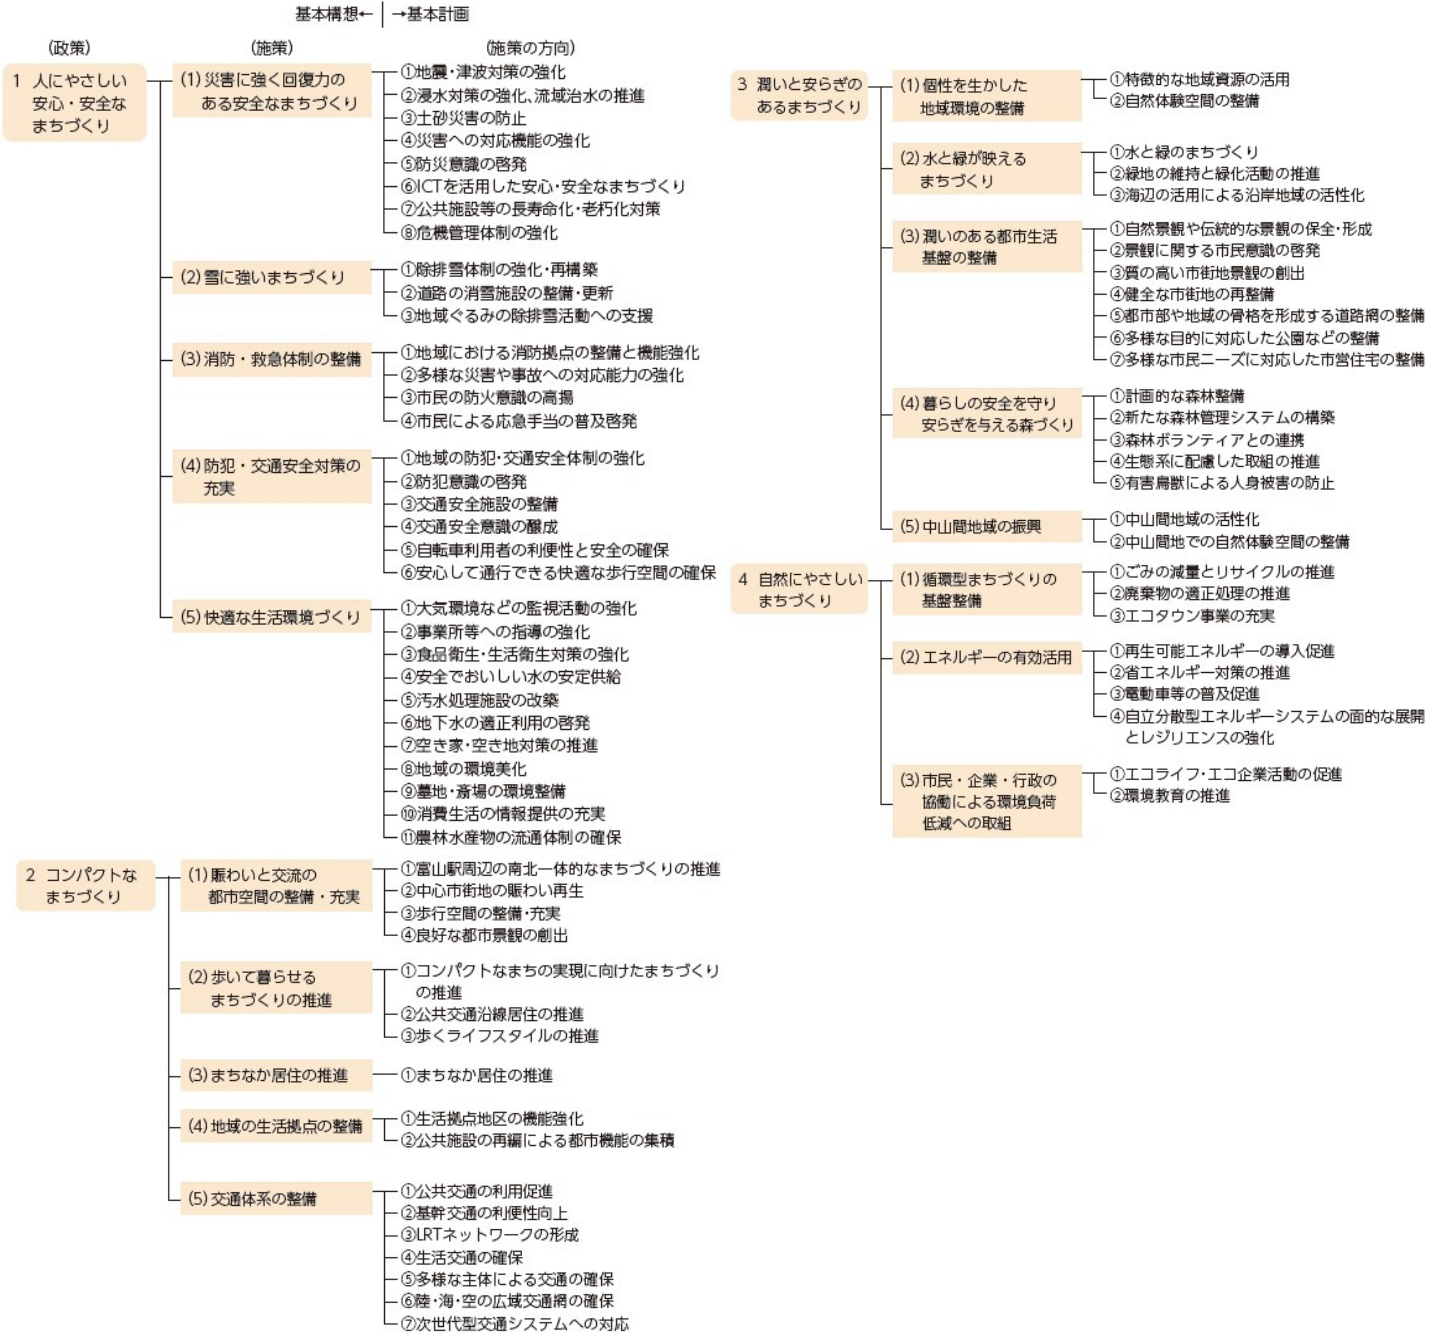 基本構想← →基本計画
(政策) (施策) (施策の方向)
1 人にやさしい
安心・安全な
まちづくり
(1)災害に強く回復力の
ある安全なまちづくり
①地震・津波対策の強化
②浸水対策の強化、流域治水の推進
③土砂災害の防止
④災害への対応機能の強化
⑤防災意識の啓発
⑥ICTを活用した安心・安全なまちづくり
⑦公共施設等の長寿命化・老朽化対策
⑧危機管理体制の強化
(2)雪に強いまちづくり
①除排雪体制の強化・再構築
②道路の消雪施設の整備・更新
③地域ぐるみの除排雪活動への支援
(3)消防・救急体制の整備
①地域における消防拠点の整備と機能強化
②多様な災害や事故への対応能力の強化
③市民の防火意識の高揚
④市民による応急手当の普及啓発
(4)防犯・交通安全対策の
充実
①地域の防犯・交通安全体制の強化
②防犯意識の啓発
③交通安全施設の整備
④交通安全意識の醸成
⑤自転車利用者の利便性と安全の確保
⑥安心して通行できる快適な歩行空間の確保
(5)快適な生活環境づくり
①大気環境などの監視活動の強化
②事業所等への指導の強化
③食品衛生・生活衛生対策の強化
④安全でおいしい水の安定供給
⑤汚水処理施設の改築
⑥地下水の適正利用の啓発
⑦空き家・空き地対策の推進
⑧地域の環境美化
⑨墓地・斎場の環境整備
⑩消費生活の情報提供の充実
⑪農林水産物の流通体制の確保
2 コンパクトな
まちづくり
(1)賑わいと交流の
都市空間の整備・充実
①富山駅周辺の南北一体的なまちづくりの推進
②中心市街地の賑わい再生
③歩行空間の整備・充実
④良好な都市景観の創出
(2)歩いて暮らせる
まちづくりの推進
①コンパクトなまちの実現に向けたまちづくり
の推進
②公共交通沿線居住の推進
③歩くライフスタイルの推進
(3)まちなか居住の推進
①まちなか居住の推進
(4)地域の生活拠点の整備
①生活拠点地区の機能強化
②公共施設の再編による都市機能の集積
(5)交通体系の整備
①公共交通の利用促進
②基幹交通の利便性向上
③LRTネットワークの形成
④生活交通の確保
⑤多様な主体による交通の確保
⑥陸・海・空の広域交通網の確保
⑦次世代型交通システムへの対応
3 潤いと安らぎの
あるまちづくり
(1)個性を生かした
地域環境の整備
①特徴的な地域資源の活用
②自然体験空間の整備
(2)水と緑が映える
まちづくり
①水と緑のまちづくり
②緑地の維持と緑化活動の推進
③海辺の活用による沿岸地域の活性化
(3)潤いのある都市生活
基盤の整備
①自然景観や伝統的な景観の保全・形成
②景観に関する市民意識の啓発
③質の高い市街地景観の創出
④健全な市街地の再整備
⑤都市部や地域の骨格を形成する道路網の整備
⑥多様な目的に対応した公園などの整備
⑦多様な市民ニーズに対応した市営住宅の整備
(4)暮らしの安全を守り
安らぎを与える森づくり
①計画的な森林整備
②新たな森林管理システムの構築
③森林ボランティアとの連携
④生態系に配慮した取組の推進
⑤有害鳥獣による人身被害の防止
(5)中山間地域の振興
①中山間地域の活性化
②中山間地での自然体験空間の整備
4 自然にやさしい
まちづくり
(1)循環型まちづくりの
基盤整備
①ごみの減量とリサイクルの推進
②廃棄物の適正処理の推進
③エコタウン事業の充実
(2)エネルギーの有効活用
①再生可能エネルギーの導入促進
②省エネルギー対策の推進
③電動車等の普及促進
④自立分散型エネルギーシステムの面的な展開
とレジリエンスの強化
(3)市民・企業・行政の
協働による環境負荷
低減への取組
①エコライフ・エコ企業活動の促進
②環境教育の推進